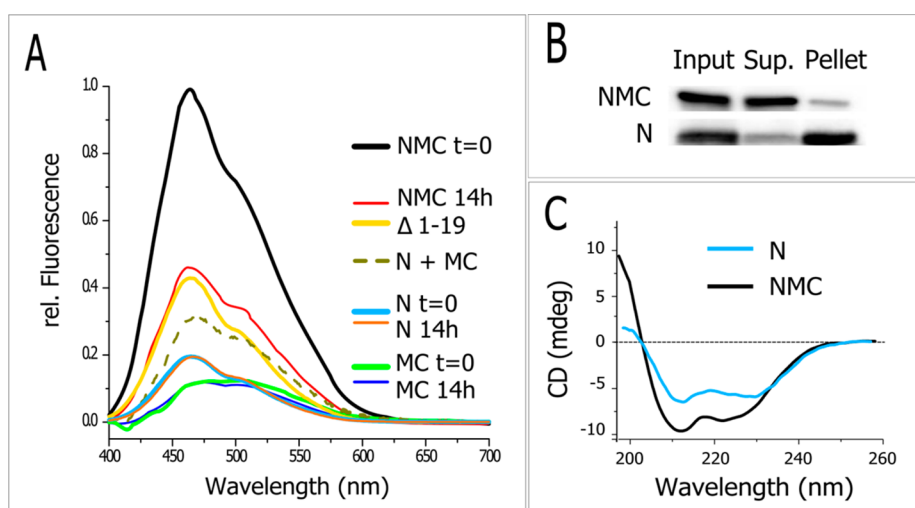 A
1.0
0.8
0.6
0.4
0.2
0.0
400 450 500 550 600 650 700
rel. Fluorescence
Wavelength (nm)
NMC t=0
NMC 14h
Δ 1-19
N + MC
N t=0
N 14h
MC t=0
MC 14h
B
Input Sup. Pellet
NMC
N
C
10
5
0
-5
-10
200 220 240 260
CD (mdeg)
Wavelength (nm)
N
NMC